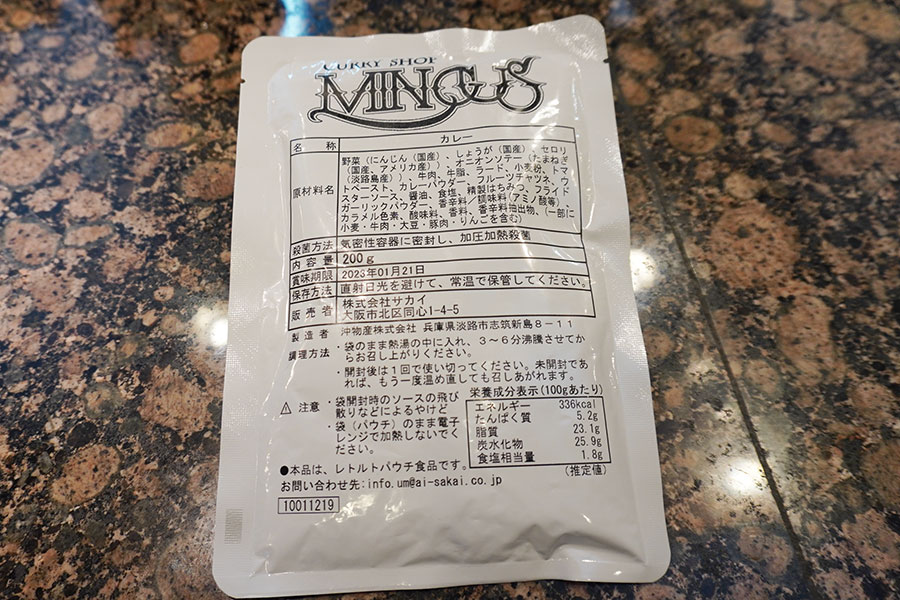 CURRY SHOP
MINGUS
名称 カレー
原材料名 野菜（にんじん（国産）、しょうが（国産）、セロリ
（国産、アメリカ産））、オニオンソテー（たまねぎ
（淡路島産））、牛肉、牛脂、ラード、小麦粉、トマ
トペースト、カレーパウダー、フルーツチャツネ、ウ
スターソース、醤油、食塩、精製はちみつ、フライド
ガーリックパウダー、香辛料／調味料（アミノ酸等）、
カラメル色素、酸味料、香料、香辛料抽出物、（一部に
小麦・牛肉・大豆・豚肉・りんごを含む）
殺菌方法 気密性容器に密封し、加圧加熱殺菌
内容量 200g
賞味期限 2023年01月21日
保存方法 直射日光を避けて、常温で保管してください。
販売者 株式会社サカイ
大阪市北区同心1-4-5
製造者 沖物産株式会社 兵庫県淡路市志筑新島8-11
調理方法 ・袋のまま熱湯の中に入れ、3～6分沸騰させてか
らお召し上がりください。
・開封後は1回で使い切ってください。未開封であ
れば、もう一度温め直しても召しあがれます。
⚠ 注意 ・袋開封時のソースの飛び
散りなどによるやけど
・袋（パウチ）のまま電子
レンジで加熱しないでく
ださい。
栄養成分表示(100gあたり)
エネルギー 336kcal
たんぱく質 5.2g
脂質 23.1g
炭水化物 25.9g
食塩相当量 1.8g
(推定値)
●本品は、レトルトパウチ食品です。
お問い合わせ先:info.um@ai-sakai.co.jp
10011219